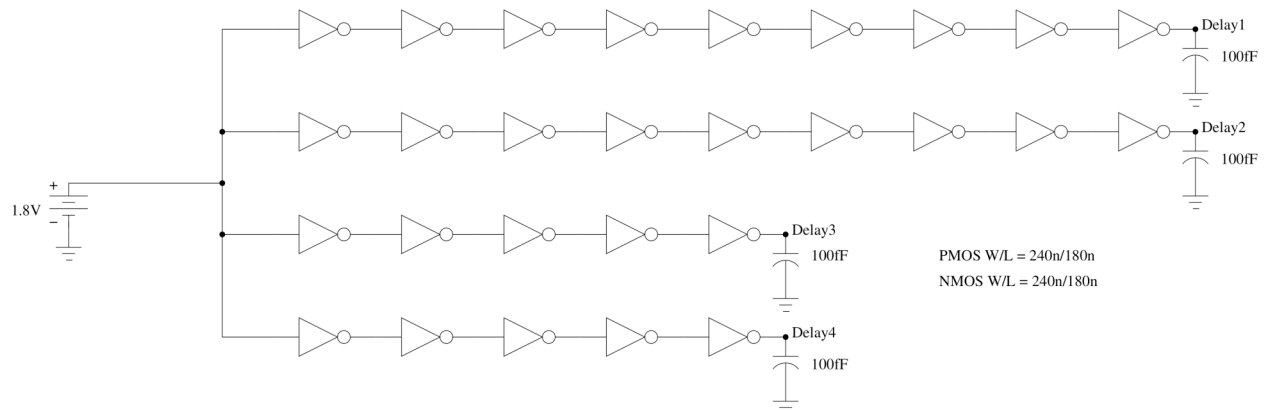 Delay1
100fF
Delay2
100fF
+
1.8V
−
Delay3
100fF
PMOS W/L = 240n/180n
NMOS W/L = 240n/180n
Delay4
100fF